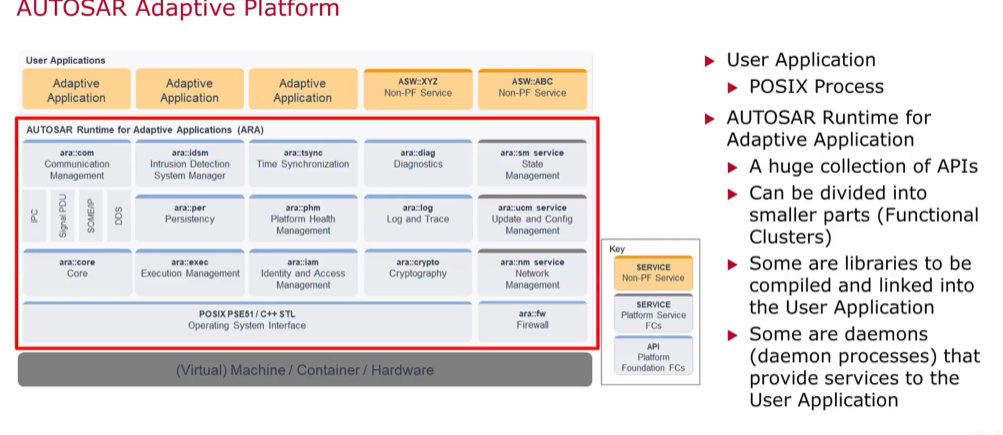 AUTOSAR Adaptive Platform
User Applications
Adaptive
Application
Adaptive
Application
Adaptive
Application
ASW::XYZ
Non-PF Service
ASW::ABC
Non-PF Service
AUTOSAR Runtime for Adaptive Applications (ARA)
ara::com
Communication
Management
ara::idsm
Intrusion Detection
System Manager
ara::tsync
Time Synchronization
ara::diag
Diagnostics
ara::sm service
State
Management
IPC
Signal PDU
SOME/IP
DDS
ara::per
Persistency
ara::phm
Platform Health
Management
ara::log
Log and Trace
ara::ucm service
Update and Config
Management
ara::core
Core
ara::exec
Execution Management
ara::iam
Identity and Access
Management
ara::crypto
Cryptography
ara::nm service
Network
Management
POSIX PSE51 / C++ STL
Operating System Interface
ara::fw
Firewall
(Virtual) Machine / Container / Hardware
Key
SERVICE
Non-PF Service
SERVICE
Platform Service
FCs
API
Platform
Foundation FCs
User Application
POSIX Process
AUTOSAR Runtime for
Adaptive Application
A huge collection of APIs
Can be divided into
smaller parts (Functional
Clusters)
Some are libraries to be
compiled and linked into
the User Application
Some are daemons
(daemon processes) that
provide services to the
User Application